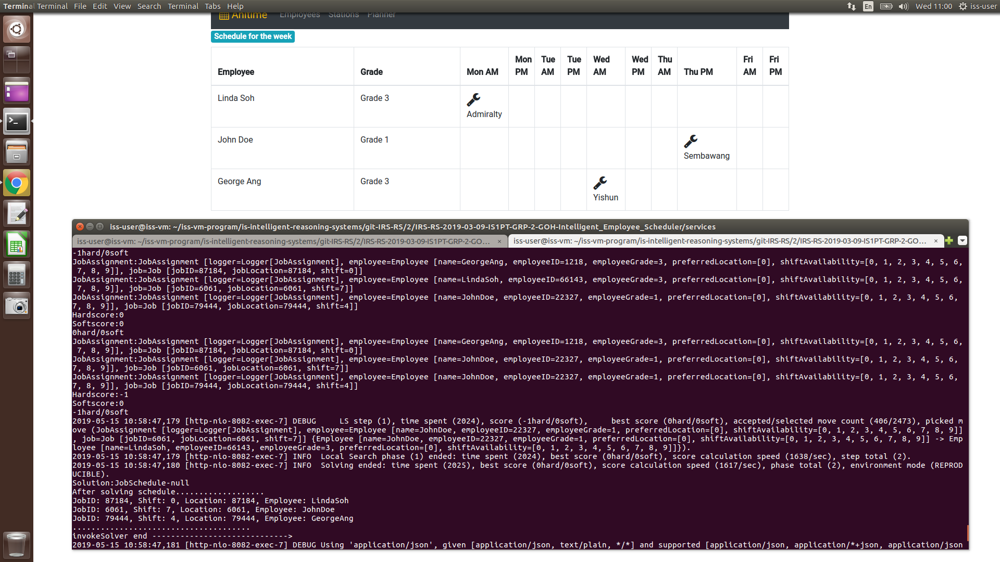 Terminal Terminal File Edit View Search Terminal Tabs Help En Wed 11:00 iss-user
Anitime Employees Stations Planner
Schedule for the week
Employee Grade Mon AM Mon PM Tue AM Tue PM Wed AM Wed PM Thu AM Thu PM Fri AM Fri PM
Linda Soh Grade 3 Admiralty
John Doe Grade 1 Sembawang
George Ang Grade 3 Yishun
iss-user@iss-vm: ~/iss-vm-program/is-intelligent-reasoning-systems/git-IRS-RS/2/IRS-RS-2019-03-09-IS1PT-GRP-2-GOH-Intelligent_Employee_Scheduler/services
iss-user@iss-vm: ~/iss-vm-program/is-intelligent-reasoning-systems/git-IRS-RS/2/IRS-RS-2019-03-09-IS1PT-GRP-2-GO... × iss-user@iss-vm: ~/iss-vm-program/is-intelligent-reasoning-systems/git-IRS-RS/2/IRS-RS-2019-03-09-IS1PT-GRP-2-GO... ×
-1hard/0soft
JobAssignment:JobAssignment [logger=Logger[JobAssignment], employee=Employee [name=GeorgeAng, employeeID=1218, employeeGrade=3, preferredLocation=[0], shiftAvailability=[0, 1, 2, 3, 4, 5, 6,
7, 8, 9]], job=Job [jobID=87184, jobLocation=87184, shift=0]]
JobAssignment:JobAssignment [logger=Logger[JobAssignment], employee=Employee [name=LindaSoh, employeeID=66143, employeeGrade=3, preferredLocation=[0], shiftAvailability=[0, 1, 2, 3, 4, 5, 6,
7, 8, 9]], job=Job [jobID=6061, jobLocation=6061, shift=7]]
JobAssignment:JobAssignment [logger=Logger[JobAssignment], employee=Employee [name=JohnDoe, employeeID=22327, employeeGrade=1, preferredLocation=[0], shiftAvailability=[0, 1, 2, 3, 4, 5, 6,
7, 8, 9]], job=Job [jobID=79444, jobLocation=79444, shift=4]]
Hardscore:0
Softscore:0
0hard/0soft
JobAssignment:JobAssignment [logger=Logger[JobAssignment], employee=Employee [name=GeorgeAng, employeeID=1218, employeeGrade=3, preferredLocation=[0], shiftAvailability=[0, 1, 2, 3, 4, 5, 6,
7, 8, 9]], job=Job [jobID=87184, jobLocation=87184, shift=0]]
JobAssignment:JobAssignment [logger=Logger[JobAssignment], employee=Employee [name=JohnDoe, employeeID=22327, employeeGrade=1, preferredLocation=[0], shiftAvailability=[0, 1, 2, 3, 4, 5, 6,
7, 8, 9]], job=Job [jobID=6061, jobLocation=6061, shift=7]]
JobAssignment:JobAssignment [logger=Logger[JobAssignment], employee=Employee [name=JohnDoe, employeeID=22327, employeeGrade=1, preferredLocation=[0], shiftAvailability=[0, 1, 2, 3, 4, 5, 6,
7, 8, 9]], job=Job [jobID=79444, jobLocation=79444, shift=4]]
Hardscore:-1
Softscore:0
-1hard/0soft
2019-05-15 10:58:47,179 [http-nio-8082-exec-7] DEBUG     LS step (1), time spent (2024), score (-1hard/0soft),     best score (0hard/0soft), accepted/selected move count (406/2473), picked m
ove (JobAssignment [logger=Logger[JobAssignment], employee=Employee [name=JohnDoe, employeeID=22327, employeeGrade=1, preferredLocation=[0], shiftAvailability=[0, 1, 2, 3, 4, 5, 6, 7, 8, 9]]
, job=Job [jobID=6061, jobLocation=6061, shift=7]] {Employee [name=JohnDoe, employeeID=22327, employeeGrade=1, preferredLocation=[0], shiftAvailability=[0, 1, 2, 3, 4, 5, 6, 7, 8, 9]] -> Emp
loyee [name=LindaSoh, employeeID=66143, employeeGrade=3, preferredLocation=[0], shiftAvailability=[0, 1, 2, 3, 4, 5, 6, 7, 8, 9]]}).
2019-05-15 10:58:47,179 [http-nio-8082-exec-7] INFO  Local Search phase (1) ended: time spent (2024), best score (0hard/0soft), score calculation speed (1638/sec), step total (2).
2019-05-15 10:58:47,180 [http-nio-8082-exec-7] INFO  Solving ended: time spent (2025), best score (0hard/0soft), score calculation speed (1617/sec), phase total (2), environment mode (REPROD
UCIBLE).
Solution:JobSchedule-null
After solving schedule...................
JobID: 87184, Shift: 0, Location: 87184, Employee: LindaSoh
JobID: 6061, Shift: 7, Location: 6061, Employee: JohnDoe
JobID: 79444, Shift: 4, Location: 79444, Employee: GeorgeAng
......................................
invokeSolver end ----------------------------->
2019-05-15 10:58:47,181 [http-nio-8082-exec-7] DEBUG Using 'application/json', given [application/json, text/plain, */*] and supported [application/json, application/*+json, application/json